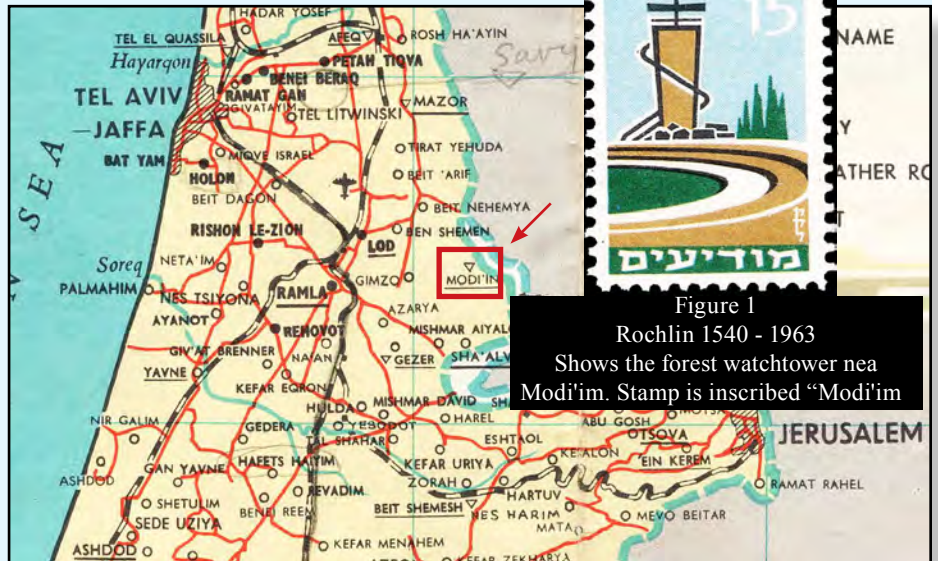 HADAR YOSEF
TEL EL QUASSILA
AFEQ
ROSH HA'AYIN
Hayarqon
PETAH TIQVA
BENEI BERAQ
RAMAT GAN
TEL AVIV
GIVATAYIM
MAZOR
TEL LITWINSKI
—JAFFA
TIRAT YEHUDA
BAT YAM
MIQVE ISRAEL
HOLON
BEIT 'ARIF
BEIT DAGON
BEIT NEHEMYA
RISHON LE-ZION
LOD
BEN SHEMEN
SEA
NETA'IM
Soreq
GIMZO
MODI'IN
PALMAHIM
NES TSIYONA
RAMLA
AZARYA
AYANOT
REHOVOT
MISHMAR AIYAL
GIV'AT BRENNER
NA'AN
GEZER
SHA'ALV
YAVNE
KEFAR EQRON
HULDA
MISHMAR DAVID
SH
NIR GALIM
YESODOT
HAREL
ABU GOSH
MOTSA
GEDERA
TAL SHAHAR
ESHTAOL
TSOVA
JERUSALEM
GAN YAVNE
HAFETS HAIYIM
KEFAR URIYA
KE'ALON
'EIN KEREM
ASHDOD
ZORAH
RAMAT RAHEL
SHETULIM
REVADIM
HARTUV
BENEI REEM
BEIT SHEMESH
NES HARIM
MEVO BEITAR
SEDE UZIYA
MATA
ASHDOD
KEFAR MENAHEM
KEFAR ZEKHARYA
Savy
15
מודיעים
NAME
Y
ATHER RO
T
Figure 1
Rochlin 1540 - 1963
Shows the forest watchtower nea
Modi'im. Stamp is inscribed “Modi'im